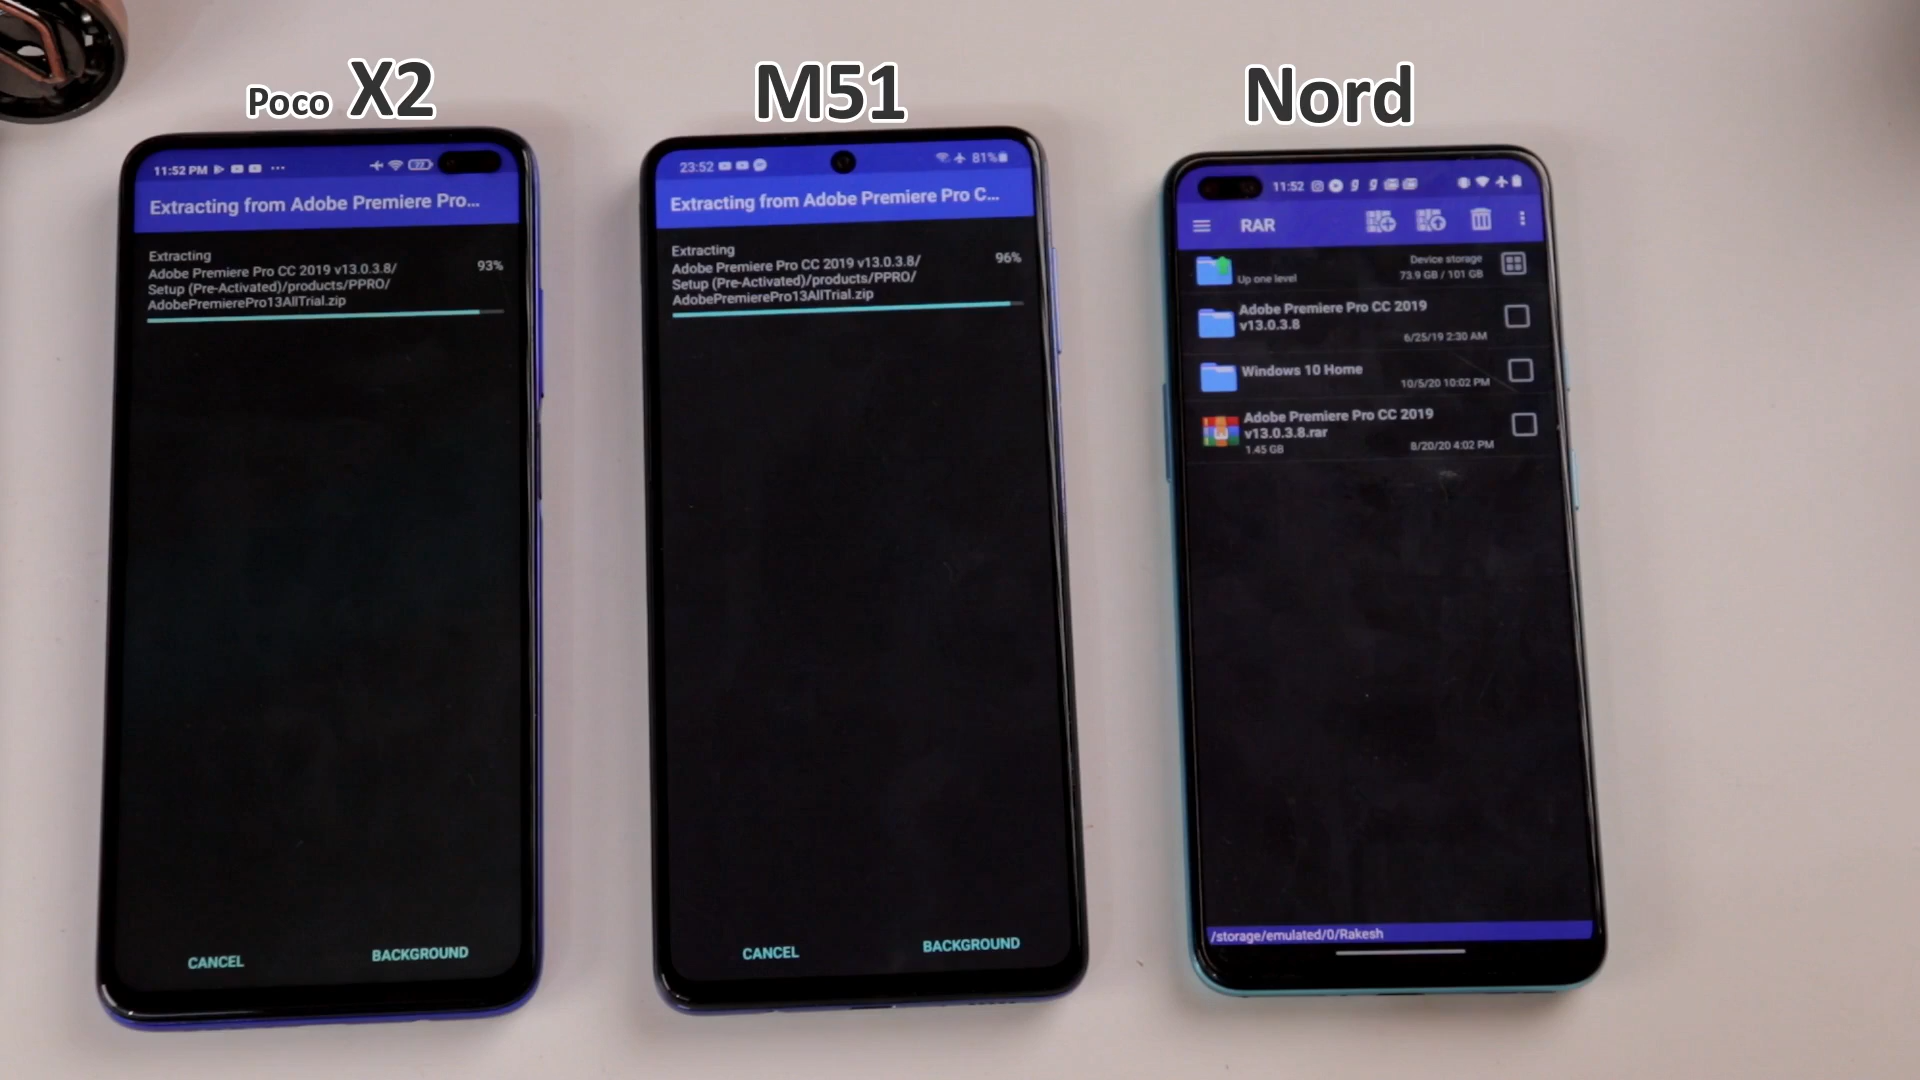 Poco X2
11:52 PM
Extracting from Adobe Premiere Pro...
Extracting
Adobe Premiere Pro CC 2019 v13.0.3.8/
Setup (Pre-Activated)/products/PPRO/
AdobePremierePro13AllTrial.zip
93%
CANCEL
BACKGROUND
M51
23:52
81%
Extracting from Adobe Premiere Pro C...
Extracting
Adobe Premiere Pro CC 2019 v13.0.3.8/
Setup (Pre-Activated)/products/PPRO/
AdobePremierePro13AllTrial.zip
96%
CANCEL
BACKGROUND
Nord
11:52
RAR
Up one level
Device storage
73.9 GB / 101 GB
Adobe Premiere Pro CC 2019
v13.0.3.8
6/25/19 2:30 AM
Windows 10 Home
10/5/20 10:02 PM
Adobe Premiere Pro CC 2019
v13.0.3.8.rar
1.45 GB
8/20/20 4:02 PM
/storage/emulated/0/Rakesh